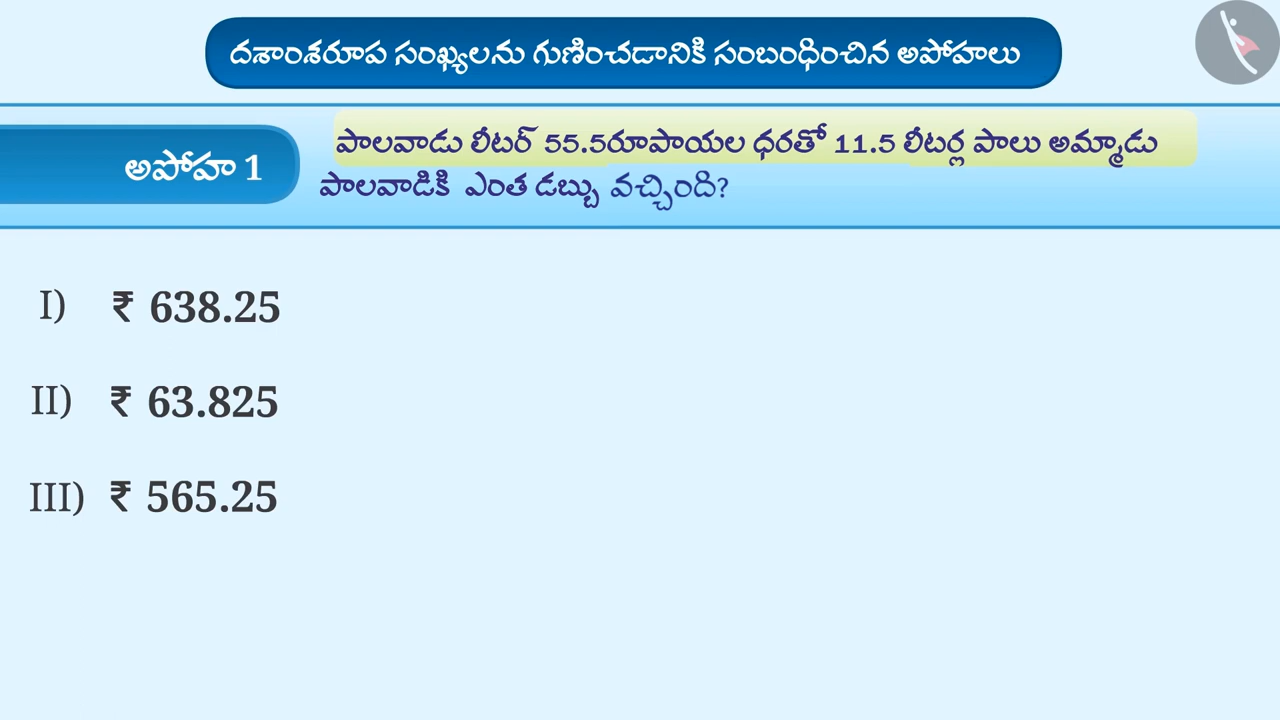 దశాంశరూప సంఖ్యలను గుణించడానికి సంబంధించిన అపోహలు
అపోహ 1
పాలవాడు లీటర్ 55.5రూపాయల ధరతో 11.5 లీటర్ల పాలు అమ్మాడు
పాలవాడికి ఎంత డబ్బు వచ్చింది?
I) ₹ 638.25
II) ₹ 63.825
III) ₹ 565.25